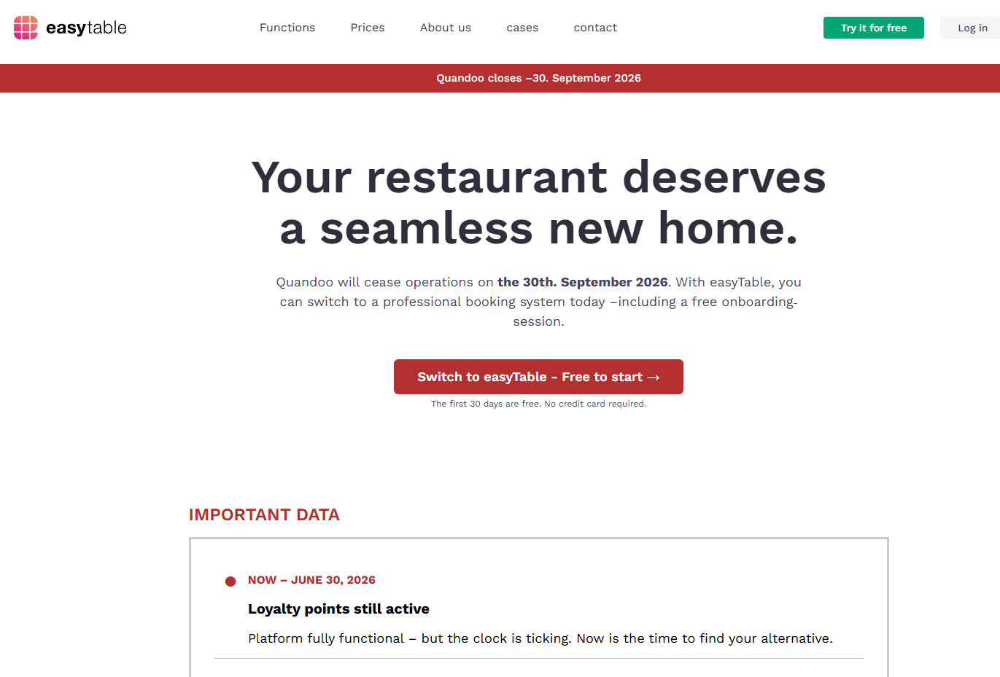 easytable
Functions
Prices
About us
cases
contact
Try it for free
Log in
Quandoo closes –30. September 2026
Your restaurant deserves
a seamless new home.
Quandoo will cease operations on the 30th. September 2026. With easyTable, you
can switch to a professional booking system today –including a free onboarding-
session.
Switch to easyTable - Free to start →
The first 30 days are free. No credit card required.
IMPORTANT DATA
NOW – JUNE 30, 2026
Loyalty points still active
Platform fully functional – but the clock is ticking. Now is the time to find your alternative.